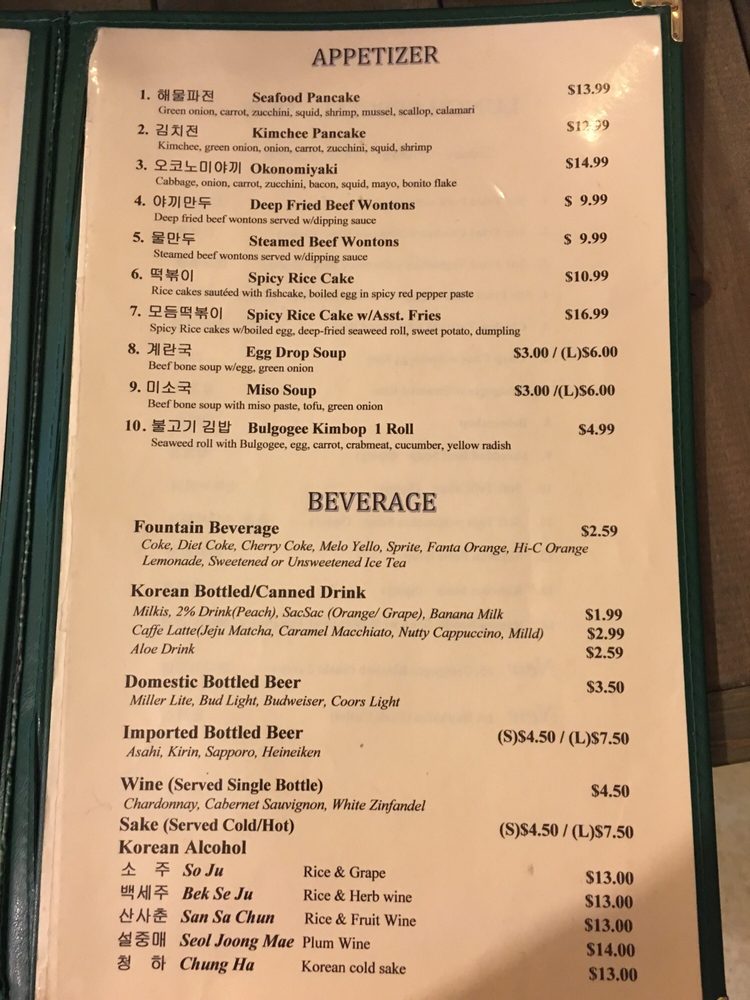 APPETIZER
1. 해물파전 Seafood Pancake $13.99
Green onion, carrot, zucchini, squid, shrimp, mussel, scallop, calamari
2. 김치전 Kimchee Pancake $12.99
Kimchee, green onion, onion, carrot, zucchini, squid, shrimp
3. 오코노미야끼 Okonomiyaki $14.99
Cabbage, onion, carrot, zucchini, bacon, squid, mayo, bonito flake
4. 야끼만두 Deep Fried Beef Wontons $ 9.99
Deep fried beef wontons served w/dipping sauce
5. 물만두 Steamed Beef Wontons $ 9.99
Steamed beef wontons served w/dipping sauce
6. 떡볶이 Spicy Rice Cake $10.99
Rice cakes sautéed with fishcake, boiled egg in spicy red pepper paste
7. 모듬떡볶이 Spicy Rice Cake w/Asst. Fries $16.99
Spicy Rice cakes w/boiled egg, deep-fried seaweed roll, sweet potato, dumpling
8. 계란국 Egg Drop Soup $3.00 / (L)$6.00
Beef bone soup w/egg, green onion
9. 미소국 Miso Soup $3.00 /(L)$6.00
Beef bone soup with miso paste, tofu, green onion
10. 불고기 김밥 Bulgogee Kimbop 1 Roll $4.99
Seaweed roll with Bulgogee, egg, carrot, crabmeat, cucumber, yellow radish
BEVERAGE
Fountain Beverage $2.59
Coke, Diet Coke, Cherry Coke, Melo Yello, Sprite, Fanta Orange, Hi-C Orange
Lemonade, Sweetened or Unsweetened Ice Tea
Korean Bottled/Canned Drink
Milkis, 2% Drink(Peach), SacSac (Orange/ Grape), Banana Milk $1.99
Caffe Latte(Jeju Matcha, Caramel Macchiato, Nutty Cappuccino, Milld) $2.99
Aloe Drink $2.59
Domestic Bottled Beer $3.50
Miller Lite, Bud Light, Budweiser, Coors Light
Imported Bottled Beer (S)$4.50 / (L)$7.50
Asahi, Kirin, Sapporo, Heineiken
Wine (Served Single Bottle) $4.50
Chardonnay, Cabernet Sauvignon, White Zinfandel
Sake (Served Cold/Hot) (S)$4.50 / (L)$7.50
Korean Alcohol
소 주 So Ju Rice & Grape $13.00
백세주 Bek Se Ju Rice & Herb wine $13.00
산사춘 San Sa Chun Rice & Fruit Wine $13.00
설중매 Seol Joong Mae Plum Wine $14.00
청 하 Chung Ha Korean cold sake $13.00